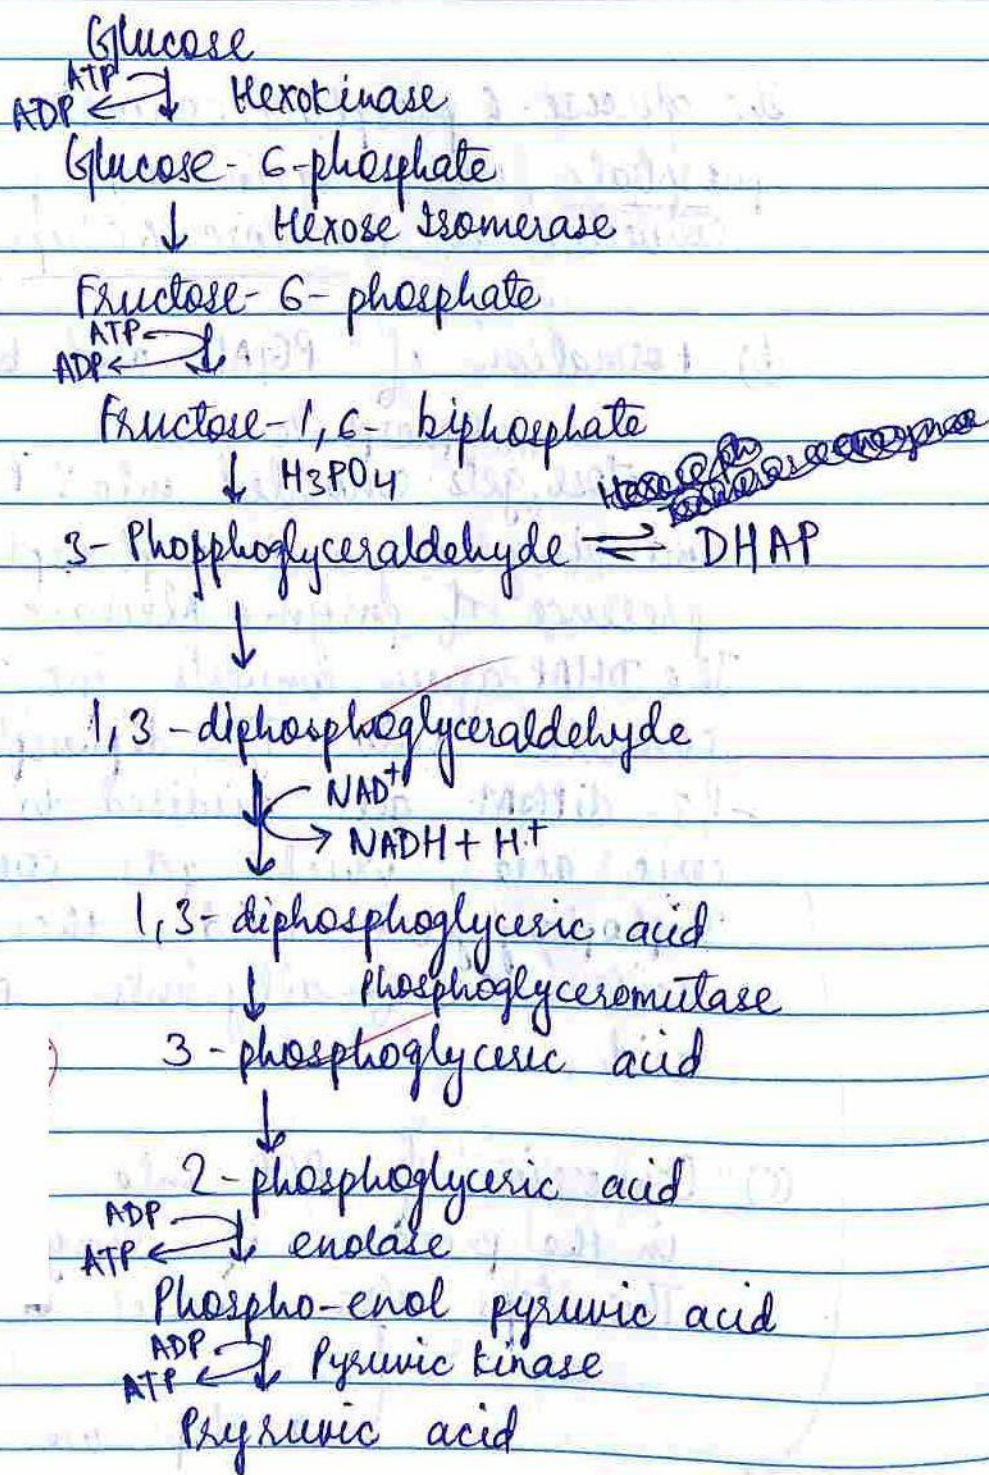 Glucose
ATP
ADP Hexokinase
Glucose-6-phosphate
Hexose Isomerase
Fructose-6-phosphate
ATP
ADP
Fructose-1,6-biphosphate
H3PO4
3-Phopphoglyceraldehyde ⇌ DHAP
1,3-diphosphoglyceraldehyde
NAD+
NADH + H+
1,3-diphosphoglyceric acid
Phosphoglyceromutase
3-phosphoglyceric acid
2-phosphoglyceric acid
ADP
ATP enolase
Phospho-enol pyruvic acid
ADP Pyruvic kinase
ATP
Pryruvic acid